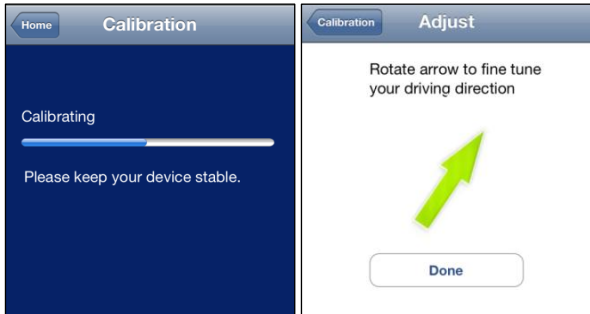 Home
Calibration
Calibrating
Please keep your device stable.
Calibration
Adjust
Rotate arrow to fine tune
your driving direction
Done